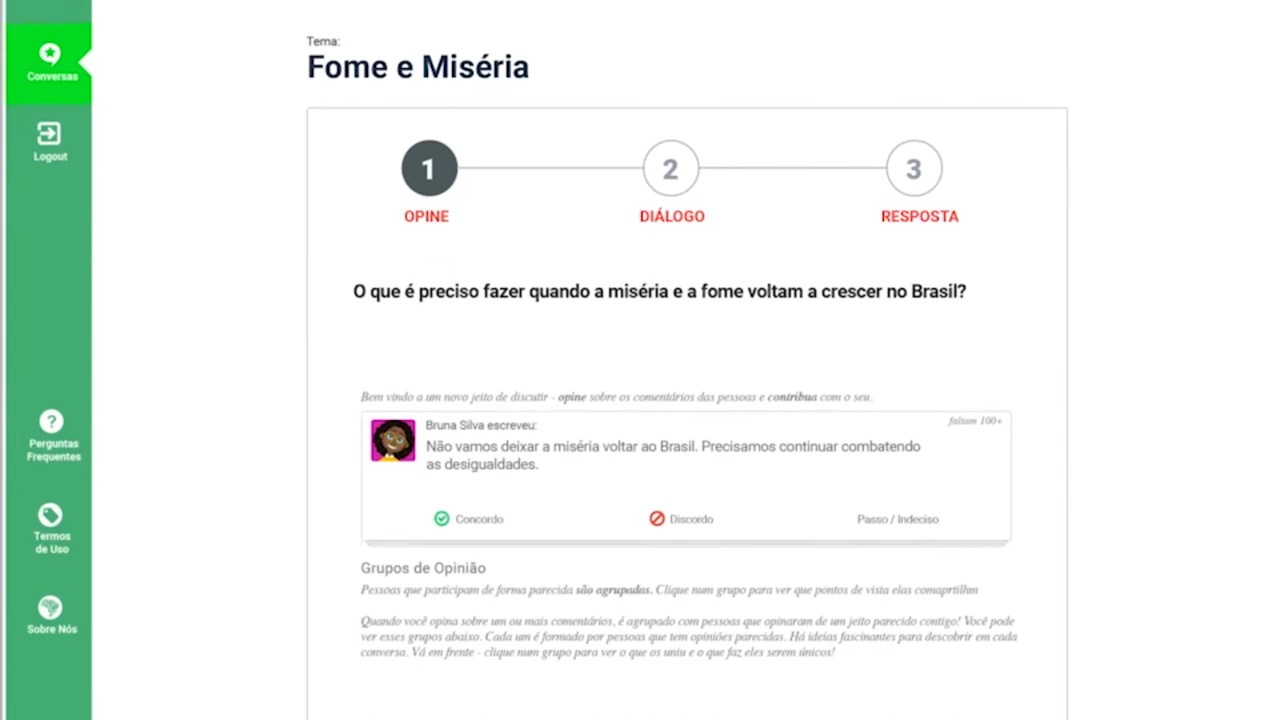 Conversas
Logout
Perguntas
Frequentes
Termos
de Uso
Sobre Nós
Tema:
Fome e Miséria
1
2
3
OPINE
DIÁLOGO
RESPOSTA
O que é preciso fazer quando a miséria e a fome voltam a crescer no Brasil?
Bem vindo a um novo jeito de discutir - opine sobre os comentários das pessoas e contribua com o seu.
Bruna Silva escreveu:
faltam 100+
Não vamos deixar a miséria voltar ao Brasil. Precisamos continuar combatendo
as desigualdades.
Concordo
Discordo
Passo / Indeciso
Grupos de Opinião
Pessoas que participam de forma parecida são agrupadas. Clique num grupo para ver que pontos de vista elas comaprtilhm
Quando você opina sobre um ou mais comentários, é agrupado com pessoas que opinaram de um jeito parecido contigo! Você pode
ver esses grupos abaixo. Cada um é formado por pessoas que tem opiniões parecidas. Há ideias fascinantes para descobrir em cada
conversa. Vá em frente - clique num grupo para ver o que os uniu e o que faz eles serem únicos!